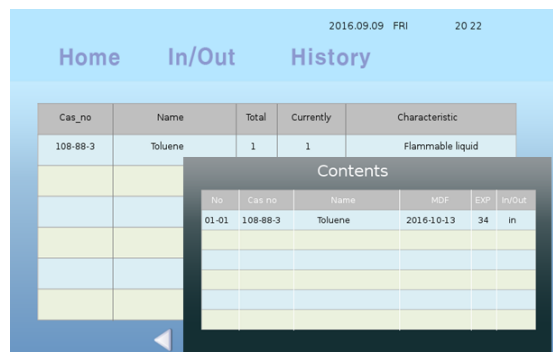 2016.09.09 FRI 20 22
Home In/Out History
Cas_no Name Total Currently Characteristic
108-88-3 Toluene 1 1 Flammable liquid
Contents
No Cas no Name MDF EXP In/Out
01-01 108-88-3 Toluene 2016-10-13 34 in